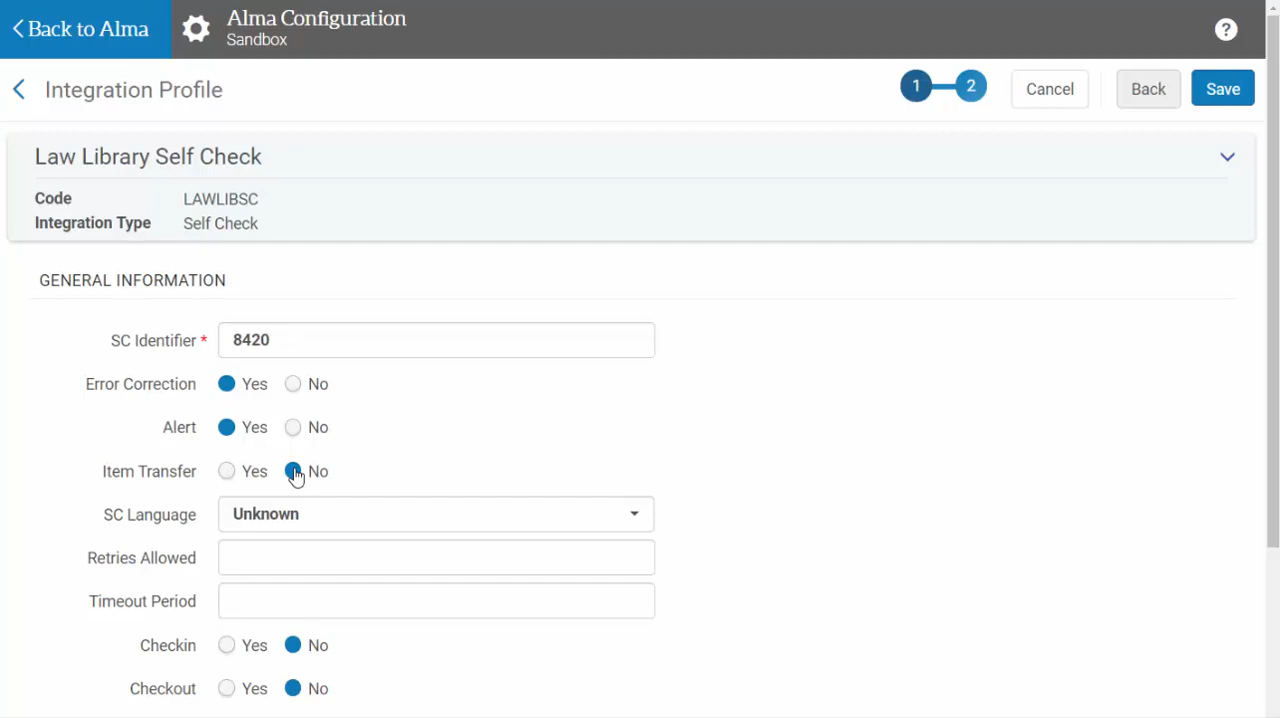 Back to Alma
Alma Configuration
Sandbox
?
Integration Profile
1 2
Cancel
Back
Save
Law Library Self Check
Code LAWLIBSC
Integration Type Self Check
GENERAL INFORMATION
SC Identifier * 8420
Error Correction Yes No
Alert Yes No
Item Transfer Yes No
SC Language Unknown
Retries Allowed
Timeout Period
Checkin Yes No
Checkout Yes No